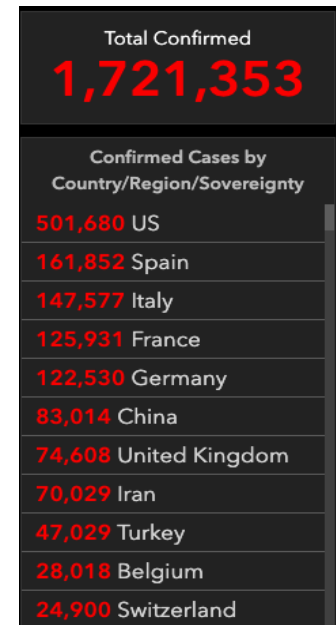 Total Confirmed
1,721,353
Confirmed Cases by
Country/Region/Sovereignty
501,680 US
161,852 Spain
147,577 Italy
125,931 France
122,530 Germany
83,014 China
74,608 United Kingdom
70,029 Iran
47,029 Turkey
28,018 Belgium
24,900 Switzerland